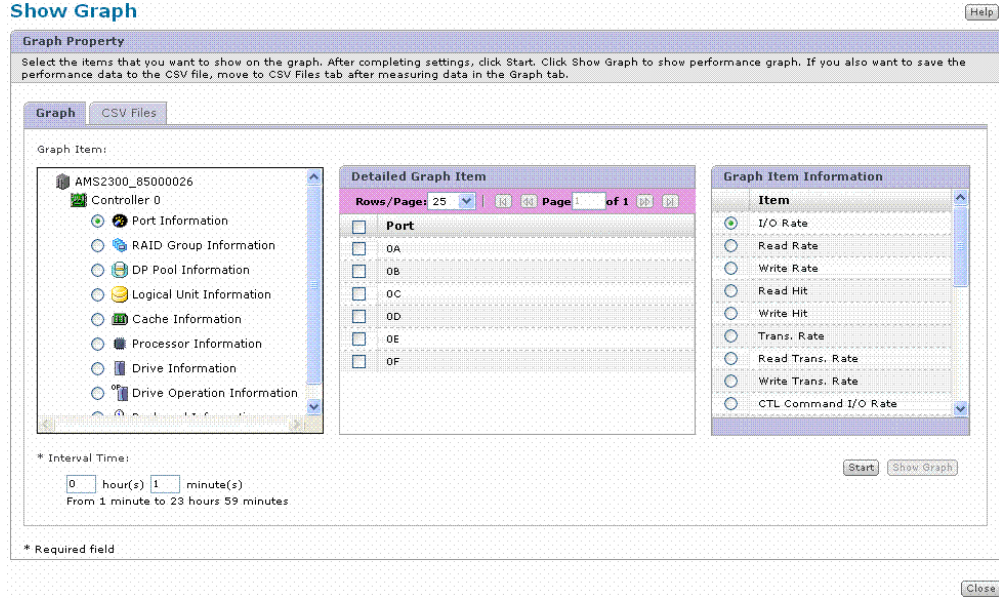 Show Graph
Help
Graph Property
Select the items that you want to show on the graph. After completing settings, click Start. Click Show Graph to show performance graph. If you also want to save the
performance data to the CSV file, move to CSV Files tab after measuring data in the Graph tab.
Graph
CSV Files
Graph Item:
AMS2300_85000026
Controller 0
Port Information
RAID Group Information
DP Pool Information
Logical Unit Information
Cache Information
Processor Information
Drive Information
Drive Operation Information
Detailed Graph Item
Rows/Page: 25 Page 1 of 1
Port
0A
0B
0C
0D
0E
0F
Graph Item Information
Item
I/O Rate
Read Rate
Write Rate
Read Hit
Write Hit
Trans. Rate
Read Trans. Rate
Write Trans. Rate
CTL Command I/O Rate
* Interval Time:
0 hour(s) 1 minute(s)
From 1 minute to 23 hours 59 minutes
Start
Show Graph
* Required field
Close